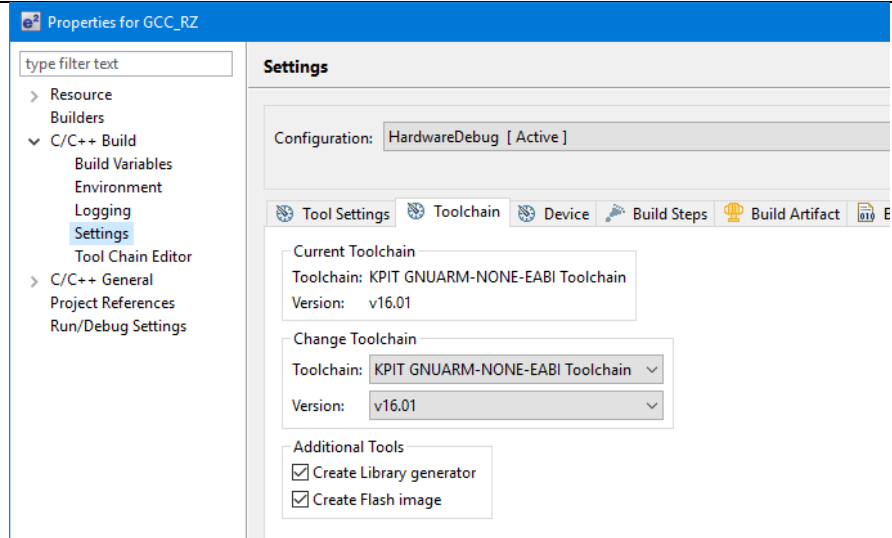 e² Properties for GCC_RZ
type filter text
Resource
Builders
C/C++ Build
Build Variables
Environment
Logging
Settings
Tool Chain Editor
C/C++ General
Project References
Run/Debug Settings
Settings
Configuration: HardwareDebug [ Active ]
Tool Settings Toolchain Device Build Steps 010 Build Artifact
Current Toolchain
Toolchain: KPIT GNUARM-NONE-EABI Toolchain
Version: v16.01
Change Toolchain
Toolchain: KPIT GNUARM-NONE-EABI Toolchain
Version: v16.01
Additional Tools
Create Library generator
Create Flash image